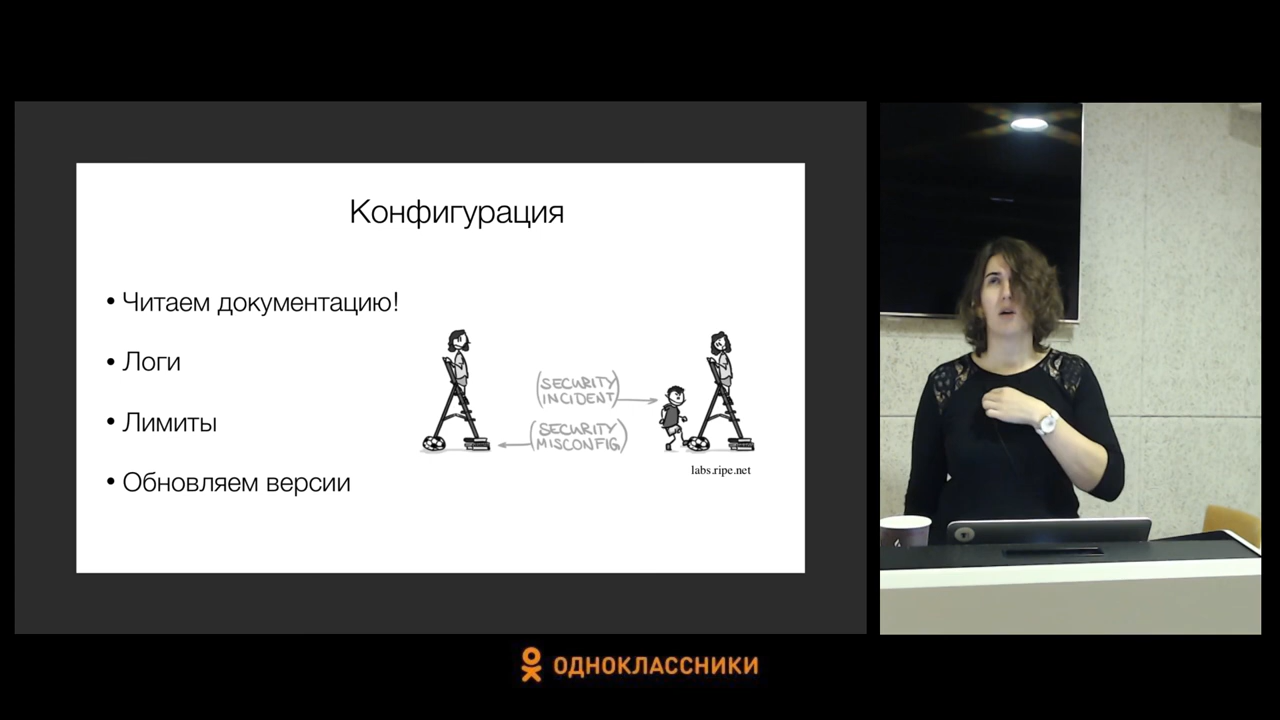 Конфигурация
• Читаем документацию!
• Логи
• Лимиты
• Обновляем версии
(SECURITY
INCIDENT)
(SECURITY
MISCONFIG)
labs.ripe.net
ОДНОКЛАССНИКИ